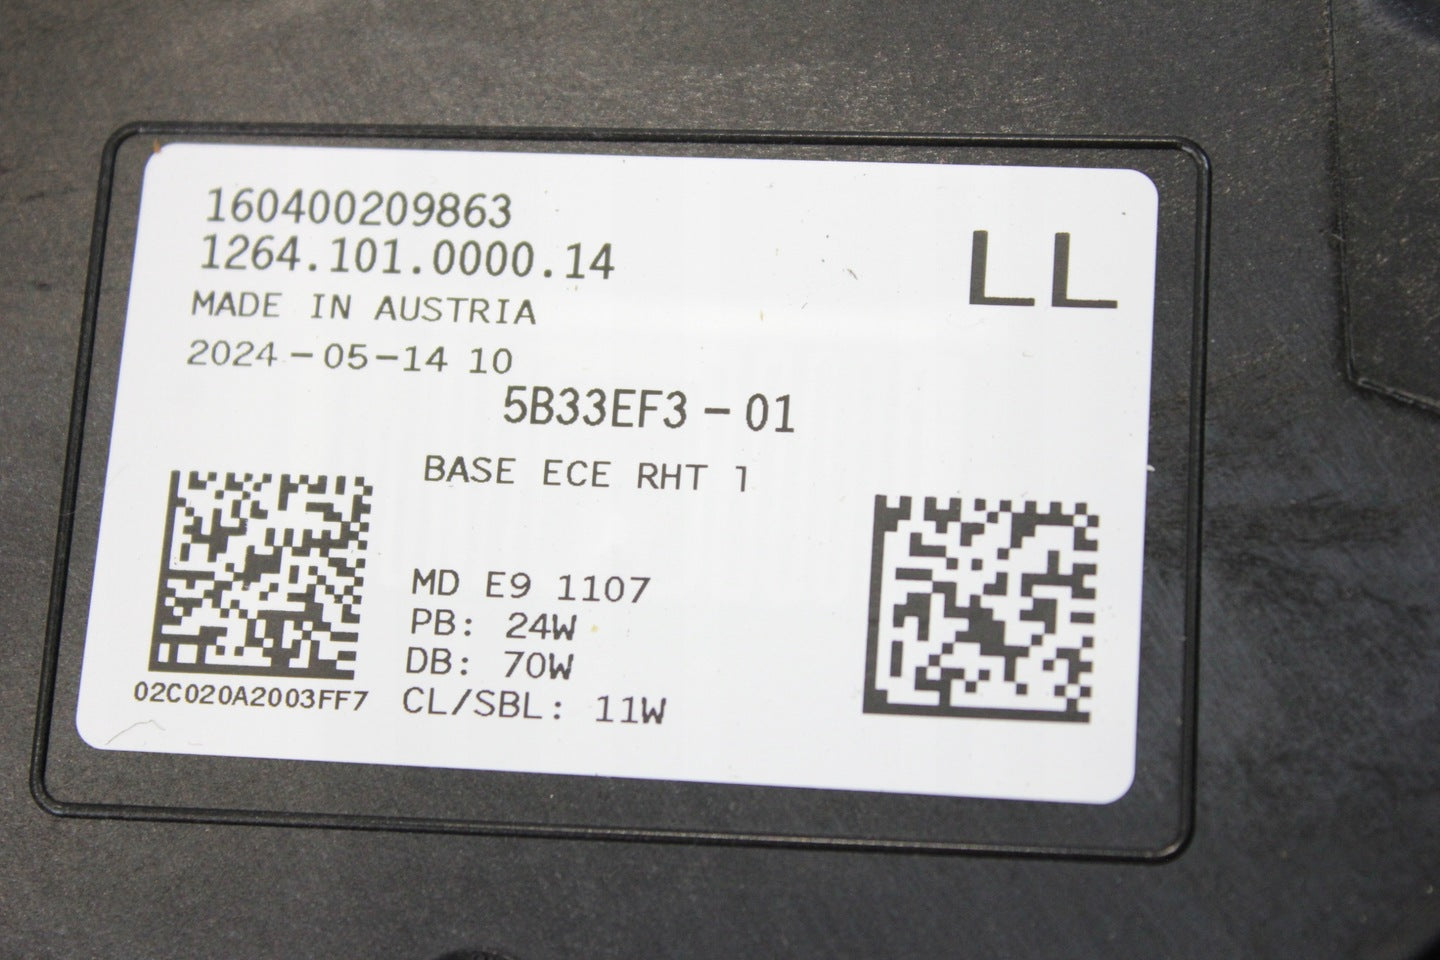 160400209863
1264.101.0000.14
LL
MADE IN AUSTRIA
2024-05-14 10
5B33EF3-01
BASE ECE RHT 1
MD E9 1107
PB: 24W
DB: 70W
CL/SBL: 11W
02C020A2003FF7